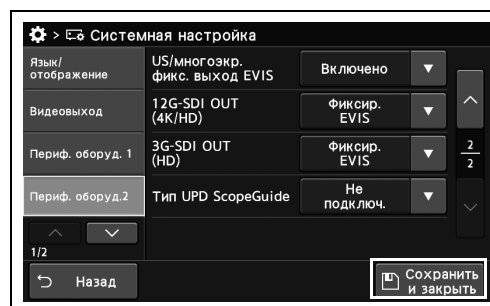 > Системная настройка
Язык/
отображение
Видеовыход
Периф. оборуд. 1
Периф. оборуд.2
1/2
US/многоэкр.
фикс. выход EVIS
Включено
12G-SDI OUT
(4K/HD)
Фиксир.
EVIS
3G-SDI OUT
(HD)
Фиксир.
EVIS
Тип UPD ScopeGuide
Не
подключ.
2
2
Назад
Сохранить
и закрыть